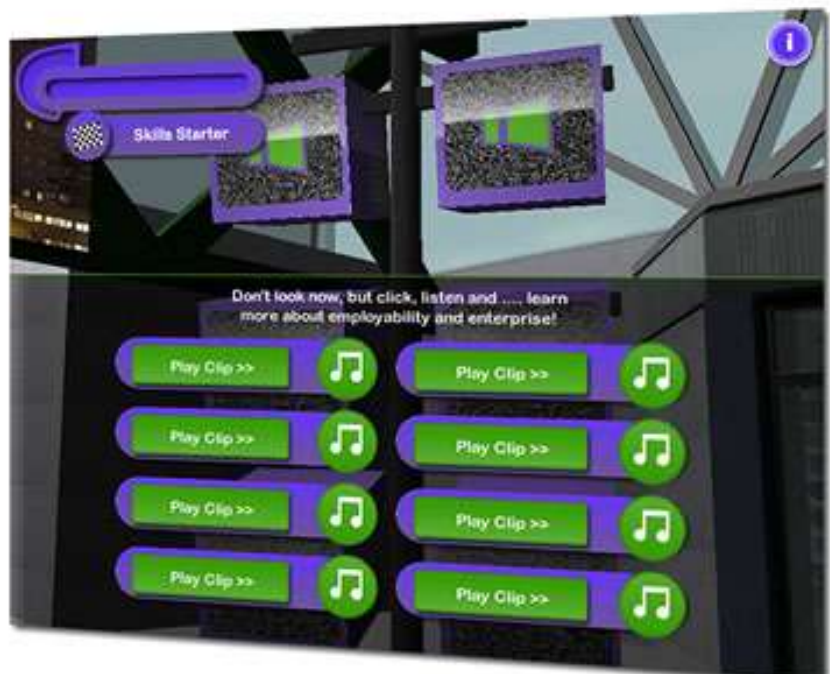 i
Skills Starter
Don't look now, but click, listen and .... learn
more about employability and enterprise!
Play Clip >>
Play Clip >>
Play Clip >>
Play Clip >>
Play Clip >>
Play Clip >>
Play Clip >>
Play Clip >>